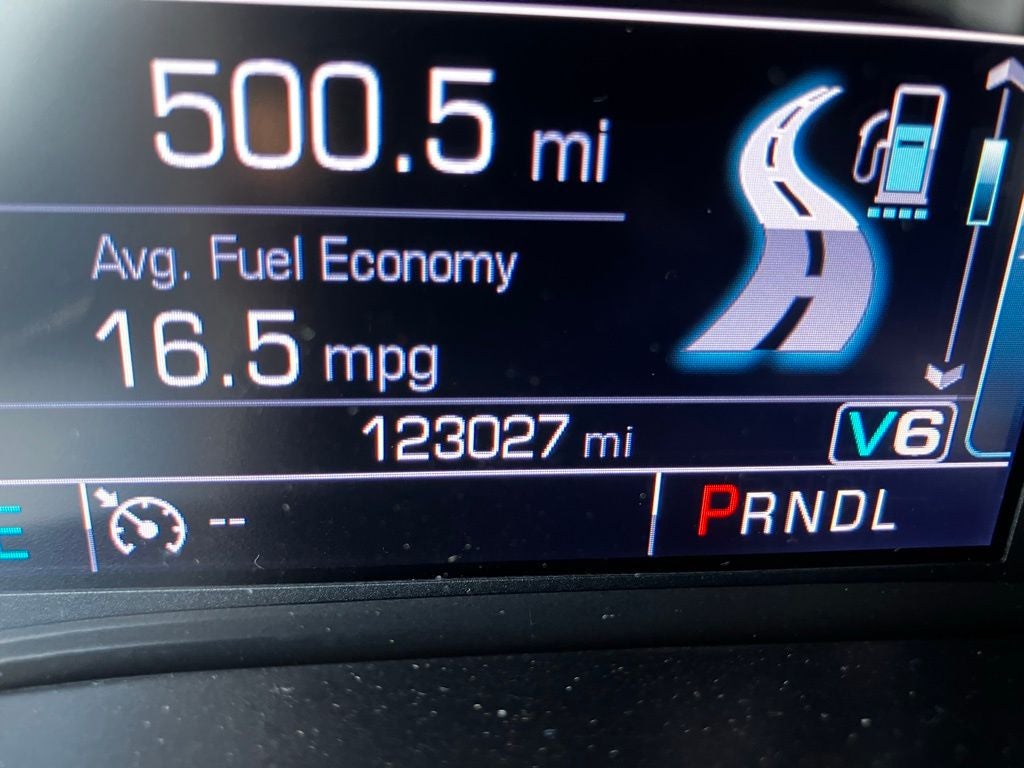 500.5 mi
Avg. Fuel Economy
16.5 mpg
123027 mi
V6
E
--
PRNDL